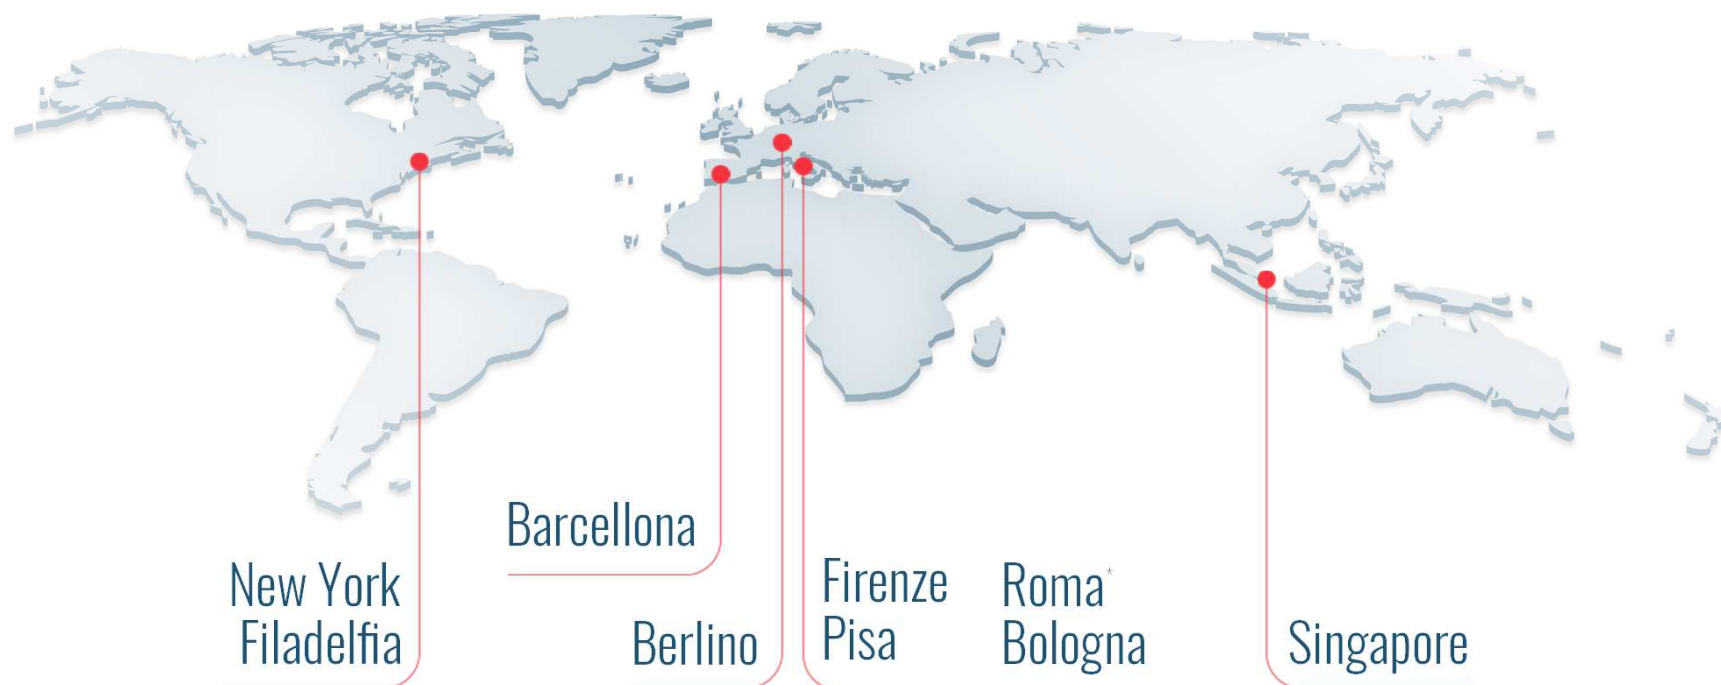 Barcellona
New York
Filadelfia
Berlino
Firenze
Pisa
Roma*
Bologna
Singapore